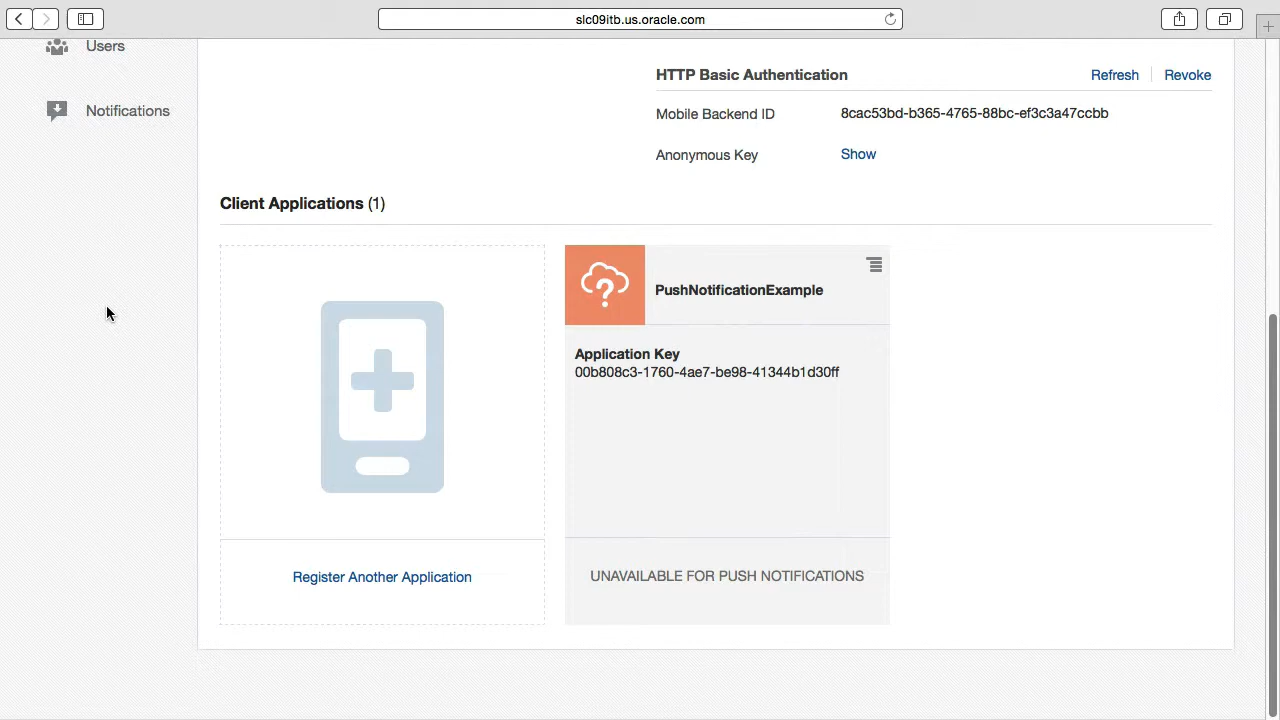 slc09itb.us.oracle.com
Users
Notifications
HTTP Basic Authentication Refresh Revoke
Mobile Backend ID 8cac53bd-b365-4765-88bc-ef3c3a47ccbb
Anonymous Key Show
Client Applications (1)
PushNotificationExample
Application Key
00b808c3-1760-4ae7-be98-41344b1d30ff
Register Another Application
UNAVAILABLE FOR PUSH NOTIFICATIONS